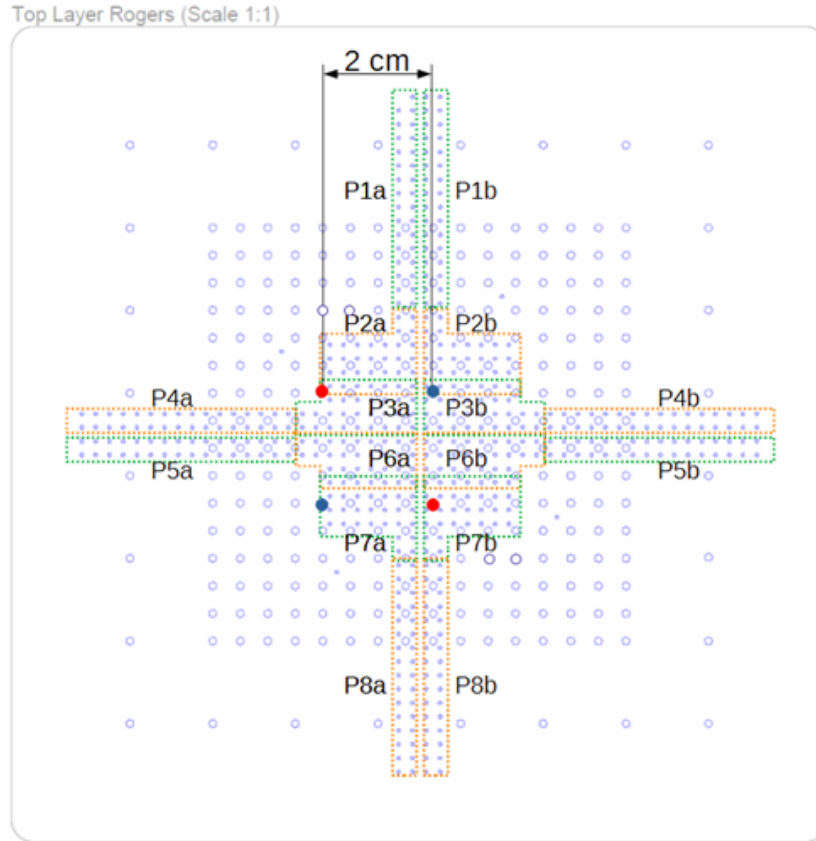 Top Layer Rogers (Scale 1:1)
2 cm
P1a P1b
P2a P2b
P3a P3b
P4a P4b
P5a P6a P6b P5b
P7a P7b
P8a P8b